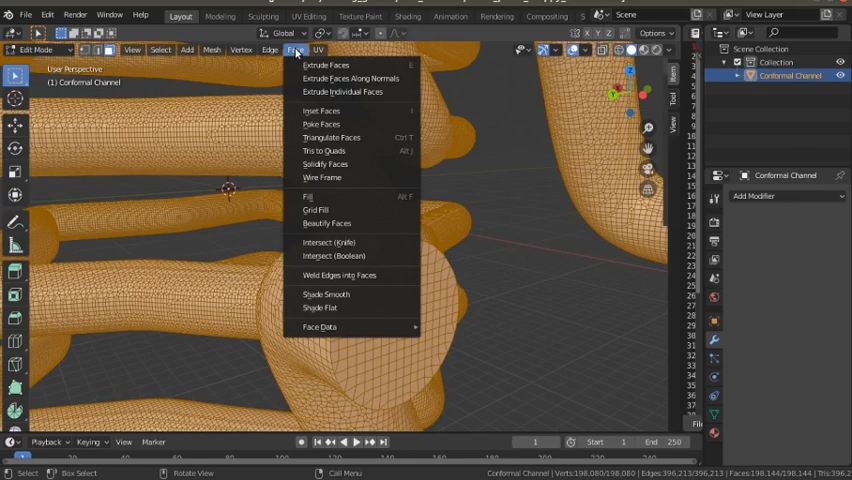 File Edit Render Window Help Layout Modeling Sculpting UV Editing Texture Paint Shading Animation Rendering Compositing Scene View Layer
Global X Y Z Options
Edit Mode View Select Add Mesh Vertex Edge Face UV
User Perspective
(1) Conformal Channel
Extrude Faces E
Extrude Faces Along Normals
Extrude Individual Faces
Inset Faces I
Poke Faces
Triangulate Faces Ctrl T
Tris to Quads Alt J
Solidify Faces
Wire Frame
Fill Alt F
Grid Fill
Beautify Faces
Intersect (Knife)
Intersect (Boolean)
Weld Edges into Faces
Shade Smooth
Shade Flat
Face Data
Item
Tool
View
Z
Scene Collection
Collection
Conformal Channel
Conformal Channel
Add Modifier
Playback Keying View Marker 1 Start 1 End 250
Select Box Select Rotate View Call Menu Conformal Channel | Verts:198,080/198,080 | Edges:396,213/396,213 | Faces:198,144/198,144